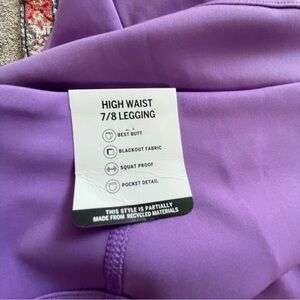 HIGH WAIST
7/8 LEGGING
BEST BUTT
BLACKOUT FABRIC
SQUAT PROOF
POCKET DETAIL
THIS STYLE IS PARTIALLY
MADE FROM RECYCLED MATERIALS